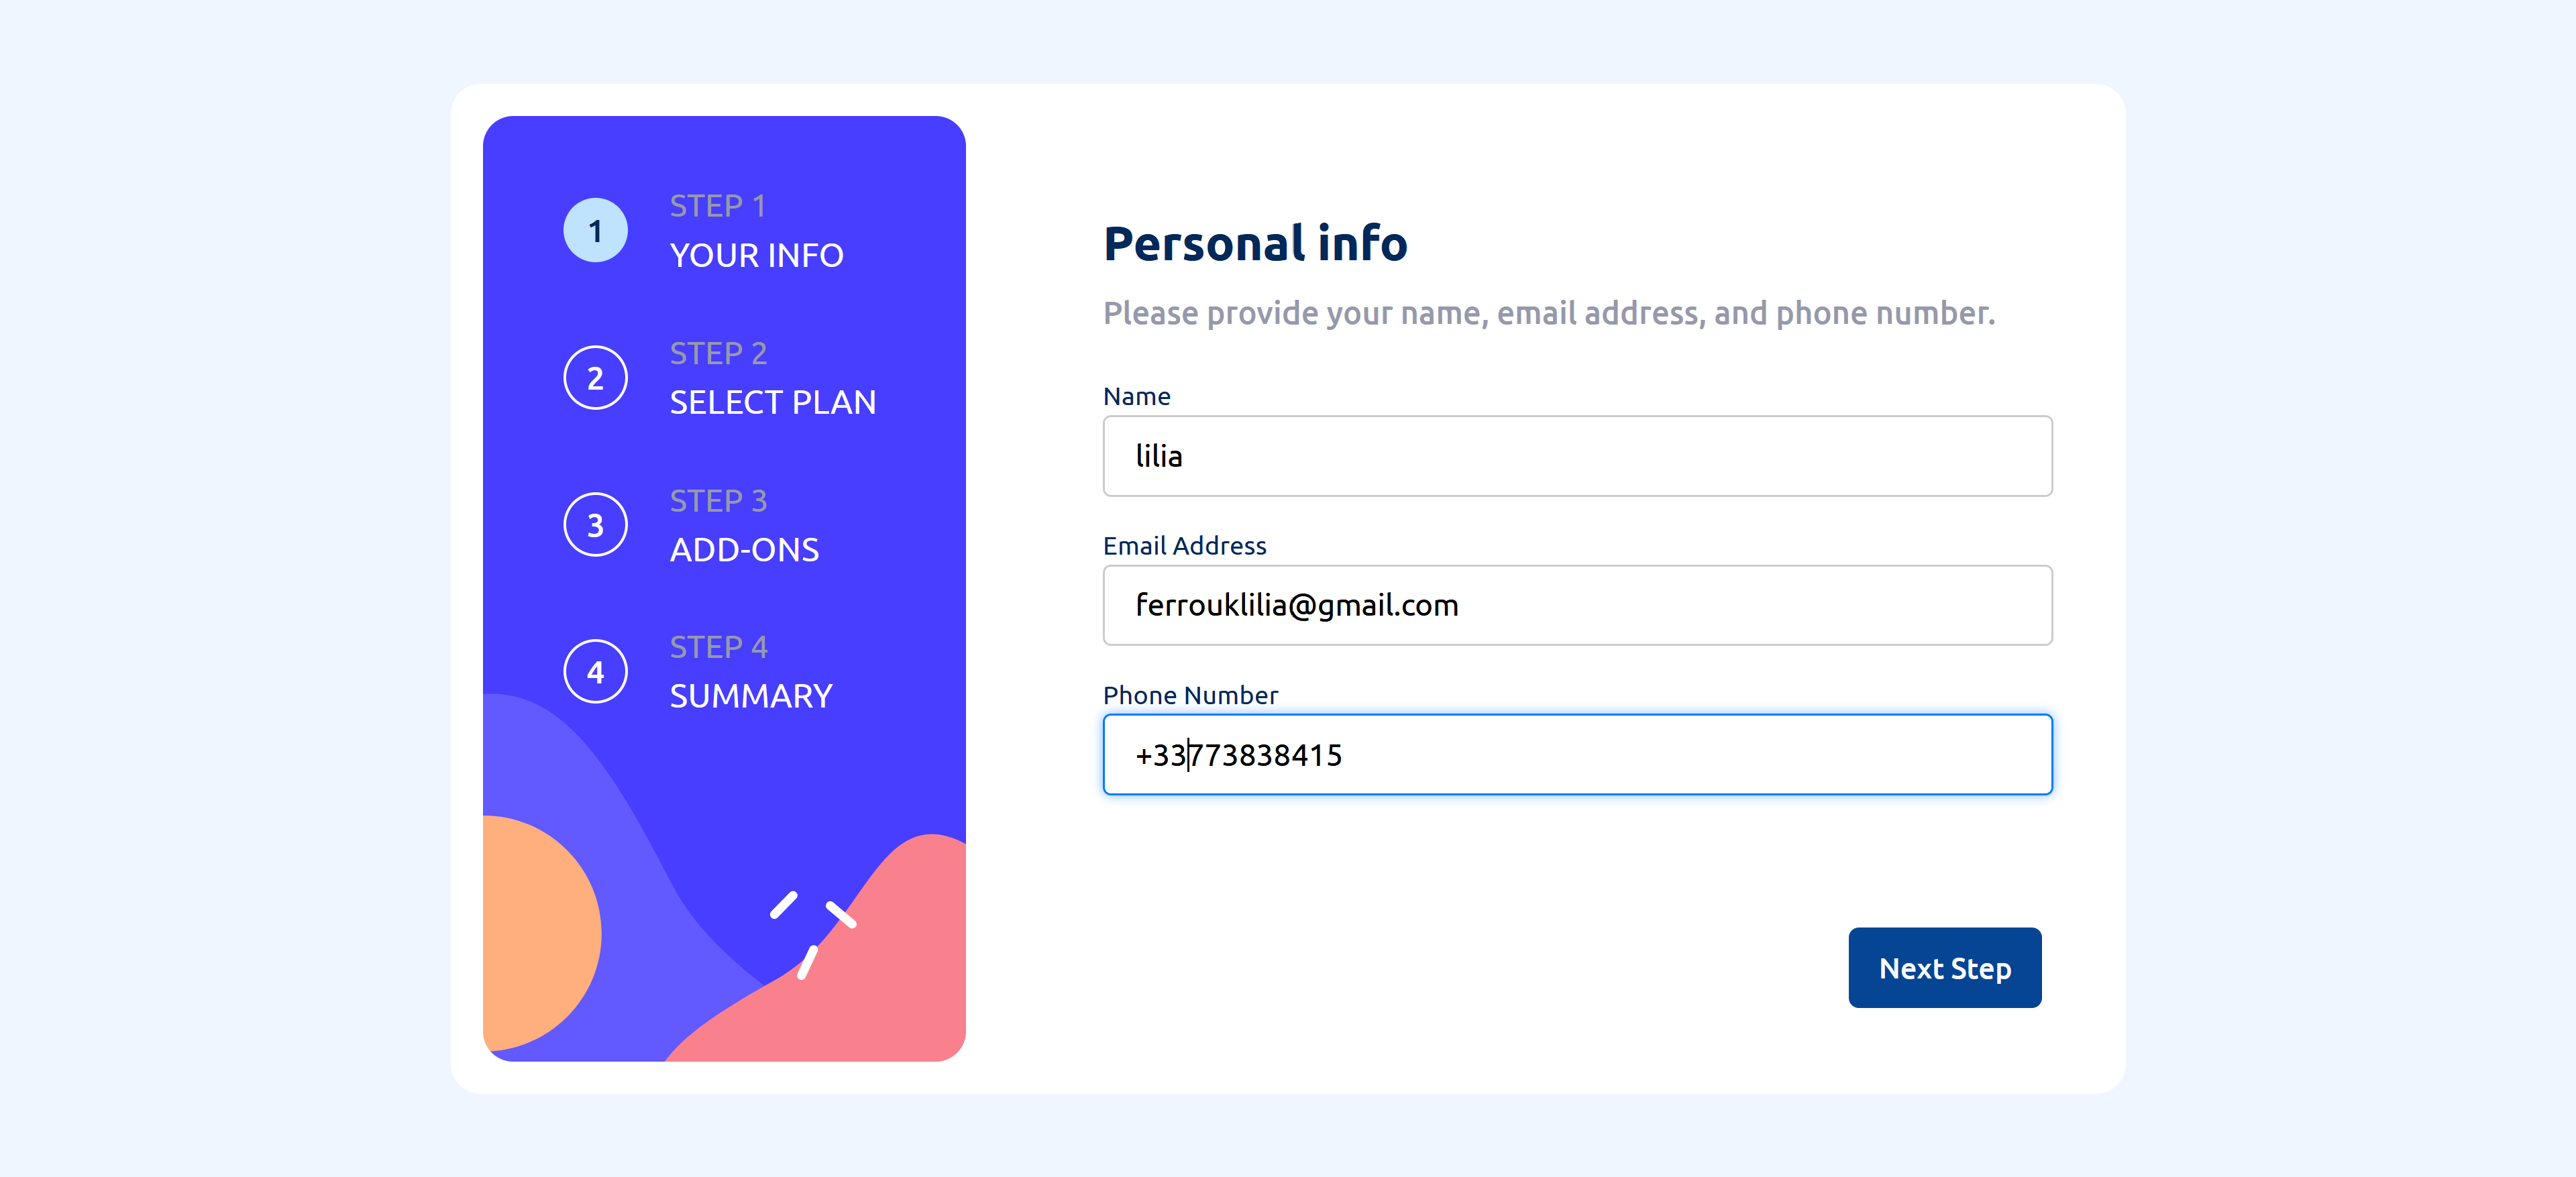 1
STEP 1
YOUR INFO
2
STEP 2
SELECT PLAN
3
STEP 3
ADD-ONS
4
STEP 4
SUMMARY
Personal info
Please provide your name, email address, and phone number.
Name
lilia
Email Address
ferrouklilia@gmail.com
Phone Number
+33773838415
Next Step